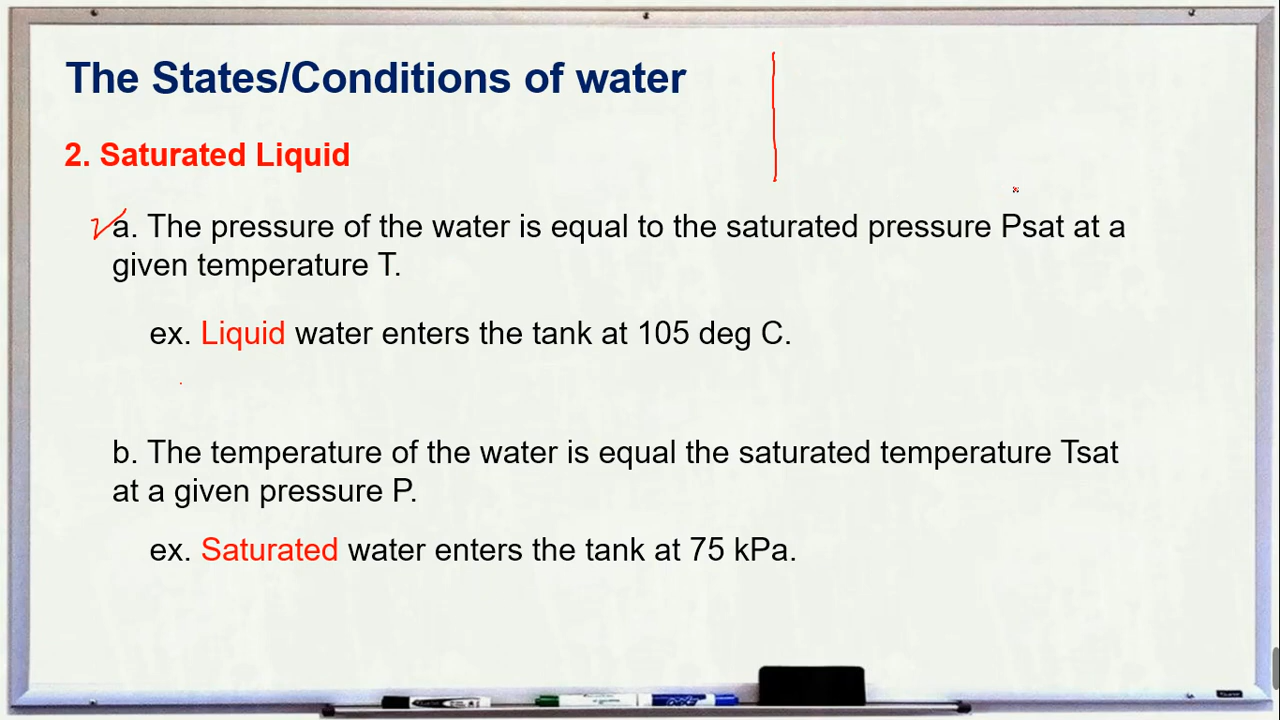 The States/Conditions of water
2. Saturated Liquid
a. The pressure of the water is equal to the saturated pressure Psat at a
given temperature T.
ex. Liquid water enters the tank at 105 deg C.
b. The temperature of the water is equal the saturated temperature Tsat
at a given pressure P.
ex. Saturated water enters the tank at 75 kPa.